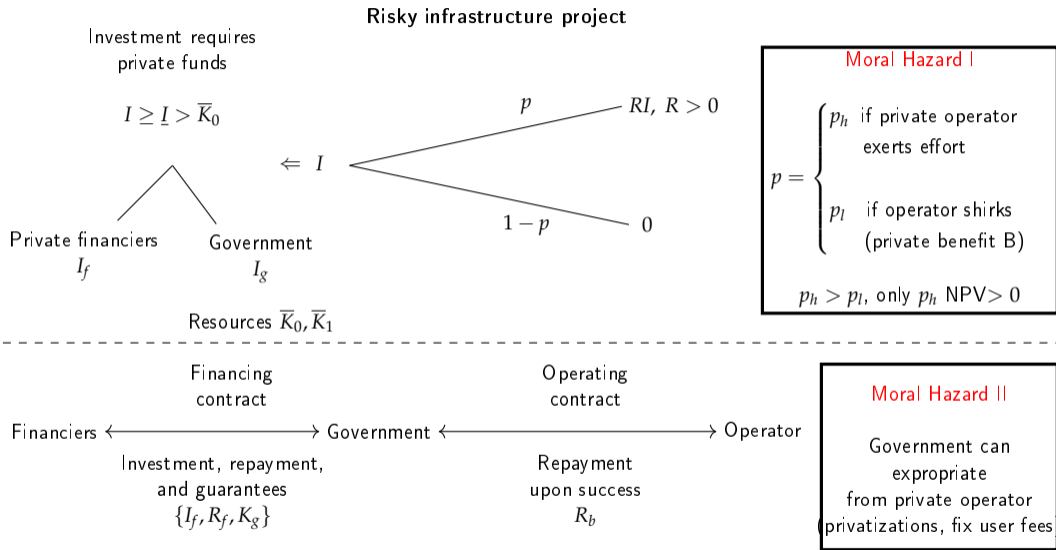 Risky infrastructure project
Investment requires
private funds
I ≥ I̲ > K̅₀
⇐ I
p
RI, R > 0
1 − p
0
Private financiers
I_f
Government
I_g
Resources K̅₀, K̅₁
Moral Hazard I
p =
p_h if private operator
exerts effort
p_l if operator shirks
(private benefit B)
p_h > p_l, only p_h NPV> 0
Financing
contract
Operating
contract
Financiers
Government
Operator
Investment, repayment,
and guarantees
{I_f, R_f, K_g}
Repayment
upon success
R_b
Moral Hazard II
Government can
expropriate
from private operator
(privatizations, fix user fees)